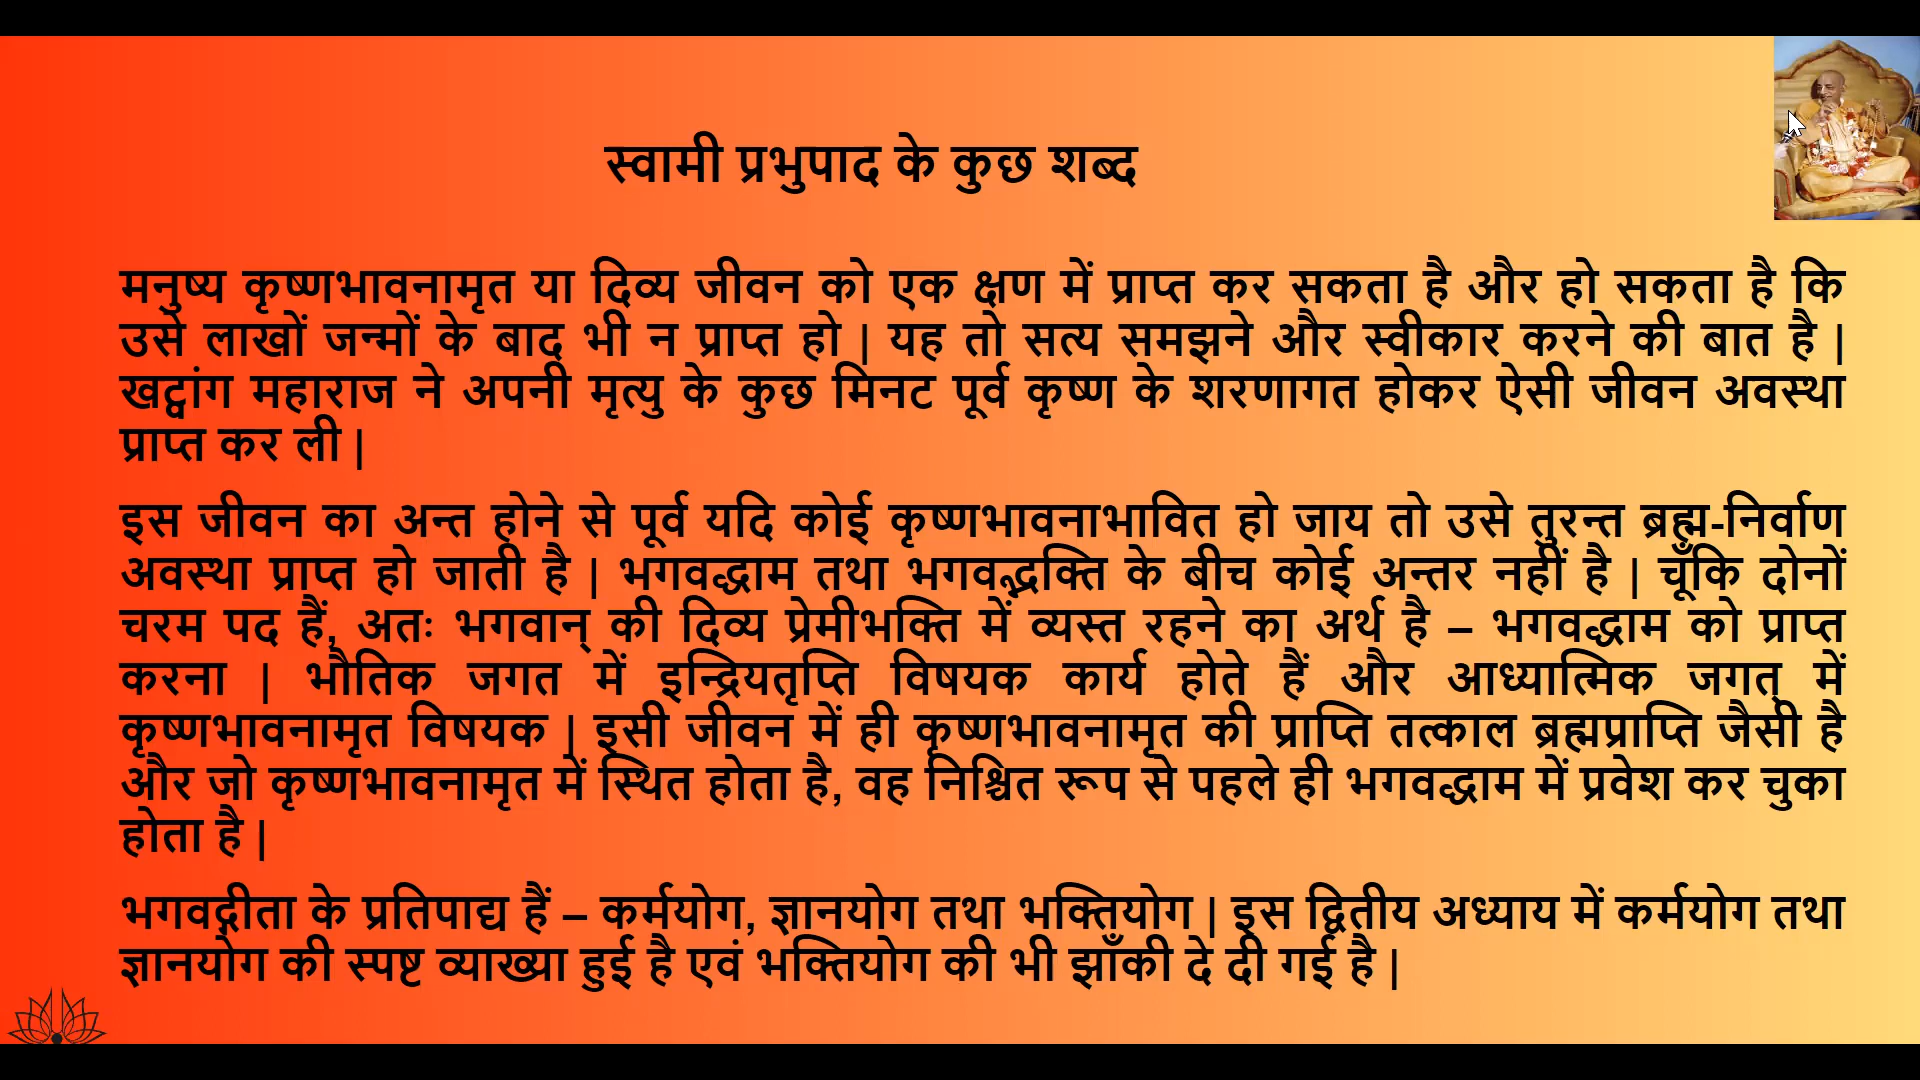 स्वामी प्रभुपाद के कुछ शब्द
मनुष्य कृष्णभावनामृत या दिव्य जीवन को एक क्षण में प्राप्त कर सकता है और हो सकता है कि
उसे लाखों जन्मों के बाद भी न प्राप्त हो | यह तो सत्य समझने और स्वीकार करने की बात है |
खट्वांग महाराज ने अपनी मृत्यु के कुछ मिनट पूर्व कृष्ण के शरणागत होकर ऐसी जीवन अवस्था
प्राप्त कर ली |
इस जीवन का अन्त होने से पूर्व यदि कोई कृष्णभावनाभावित हो जाय तो उसे तुरन्त ब्रह्म-निर्वाण
अवस्था प्राप्त हो जाती है | भगवद्धाम तथा भगवद्भक्ति के बीच कोई अन्तर नहीं है | चूँकि दोनों
चरम पद हैं, अतः भगवान् की दिव्य प्रेमीभक्ति में व्यस्त रहने का अर्थ है – भगवद्धाम को प्राप्त
करना | भौतिक जगत में इन्द्रियतृप्ति विषयक कार्य होते हैं और आध्यात्मिक जगत् में
कृष्णभावनामृत विषयक | इसी जीवन में ही कृष्णभावनामृत की प्राप्ति तत्काल ब्रह्मप्राप्ति जैसी है
और जो कृष्णभावनामृत में स्थित होता है, वह निश्चित रूप से पहले ही भगवद्धाम में प्रवेश कर चुका
होता है |
भगवद्गीता के प्रतिपाद्य हैं – कर्मयोग, ज्ञानयोग तथा भक्तियोग | इस द्वितीय अध्याय में कर्मयोग तथा
ज्ञानयोग की स्पष्ट व्याख्या हुई है एवं भक्तियोग की भी झाँकी दे दी गई है |